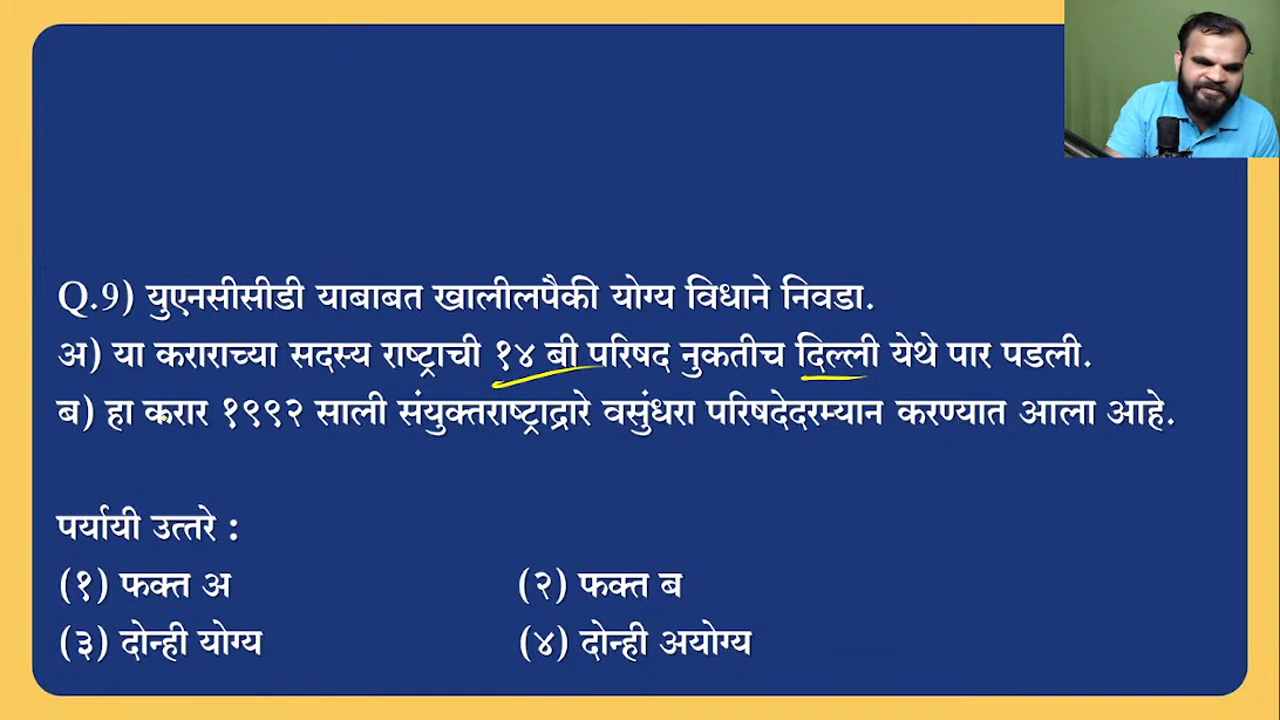 Q.9) युएनसीसीडी याबाबत खालीलपैकी योग्य विधाने निवडा.
अ) या कराराच्या सदस्य राष्ट्राची १४ बी परिषद नुकतीच दिल्ली येथे पार पडली.
ब) हा करार १९९२ साली संयुक्तराष्ट्राद्वारे वसुंधरा परिषदेदरम्यान करण्यात आला आहे.
पर्यायी उत्तरे :
(१) फक्त अ (२) फक्त ब
(३) दोन्ही योग्य (४) दोन्ही अयोग्य